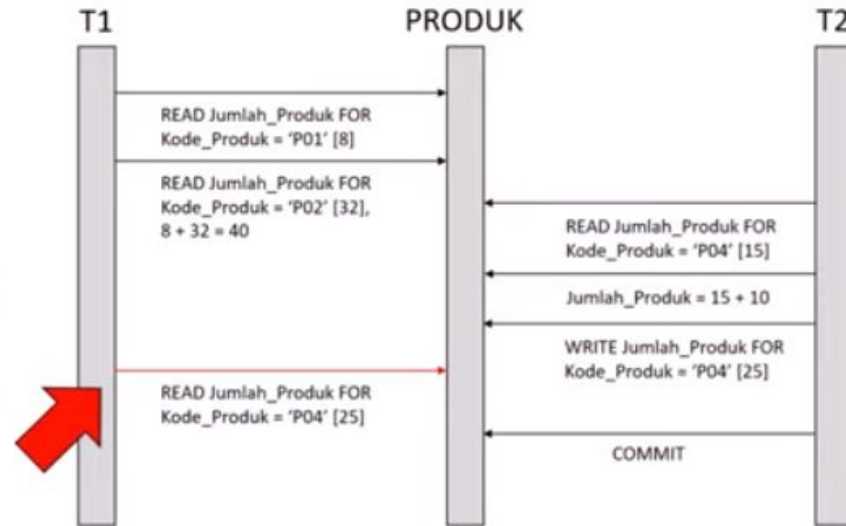 T1
PRODUK
T2
READ Jumlah_Produk FOR
Kode_Produk = 'P01' [8]
READ Jumlah_Produk FOR
Kode_Produk = 'P02' [32],
8 + 32 = 40
READ Jumlah_Produk FOR
Kode_Produk = 'P04' [15]
Jumlah_Produk = 15 + 10
WRITE Jumlah_Produk FOR
Kode_Produk = 'P04' [25]
READ Jumlah_Produk FOR
Kode_Produk = 'P04' [25]
COMMIT